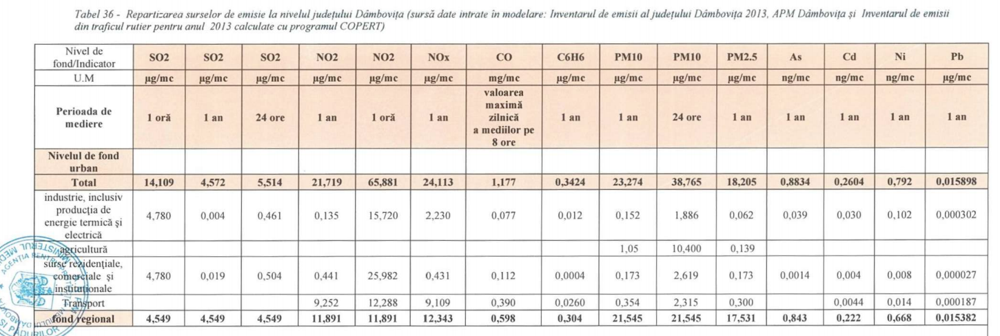 Tabel 36 - Repartizarea surselor de emisie la nivelul județului Dâmbovița (sursă date intrate în modelare: Inventarul de emisii al județului Dâmbovița 2013, APM Dâmbovița și Inventarul de emisii
din traficul rutier pentru anul 2013 calculate cu programul COPERT)
Nivel de fond/Indicator SO2 SO2 SO2 NO2 NO2 NOx CO C6H6 PM10 PM10 PM2.5 As Cd Ni Pb
U.M µg/mc µg/mc µg/mc µg/mc µg/mc µg/mc mg/mc µg/mc µg/mc µg/mc µg/mc ng/mc ng/mc ng/mc µg/mc
Perioada de mediere 1 oră 1 an 24 ore 1 an 1 oră 1 an valoarea maximă zilnică a mediilor pe 8 ore 1 an 1 an 24 ore 1 an 1 an 1 an 1 an 1 an
Nivelul de fond urban
Total 14,109 4,572 5,514 21,719 65,881 24,113 1,177 0,3424 23,274 38,765 18,205 0,8834 0,2604 0,792 0,015898
industrie, inclusiv producția de energie termică și electrică 4,780 0,004 0,461 0,135 15,720 2,230 0,077 0,012 0,152 1,886 0,062 0,039 0,030 0,102 0,000302
agricultură 1,05 10,400 0,139
surse rezidențiale, comerciale și instituționale 4,780 0,019 0,504 0,441 25,982 0,431 0,112 0,0004 0,173 2,619 0,173 0,0014 0,004 0,008 0,000027
Transport 9,252 12,288 9,109 0,390 0,0260 0,354 2,315 0,300 0,0044 0,014 0,000187
fond regional 4,549 4,549 4,549 11,891 11,891 12,343 0,598 0,304 21,545 21,545 17,531 0,843 0,222 0,668 0,015382
MINISTERUL
AGENȚIA PENTRU
PĂDURILOR